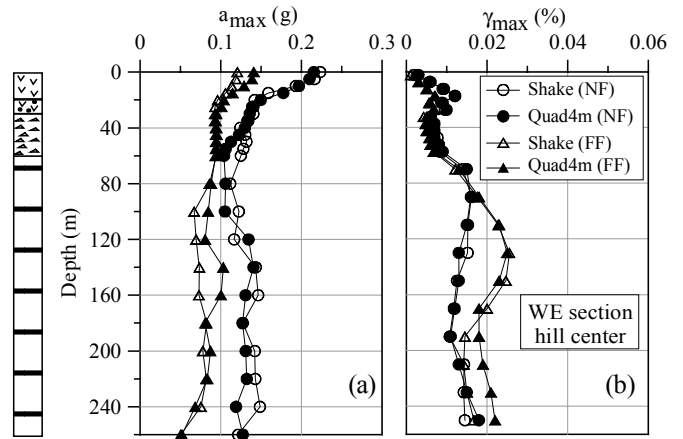 a_max (g)
γ_max (%)
0 0.1 0.2 0.3
0 0.02 0.04 0.06
Depth (m)
0
40
80
120
160
200
240
Shake (NF)
Quad4m (NF)
Shake (FF)
Quad4m (FF)
WE section
hill center
(a)
(b)